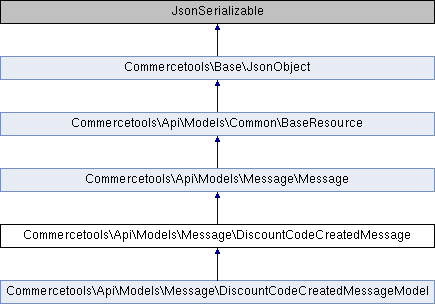 JsonSerializable
Commercetools\Base\JsonObject
Commercetools\Api\Models\Common\BaseResource
Commercetools\Api\Models\Message\Message
Commercetools\Api\Models\Message\DiscountCodeCreatedMessage
Commercetools\Api\Models\Message\DiscountCodeCreatedMessageModel